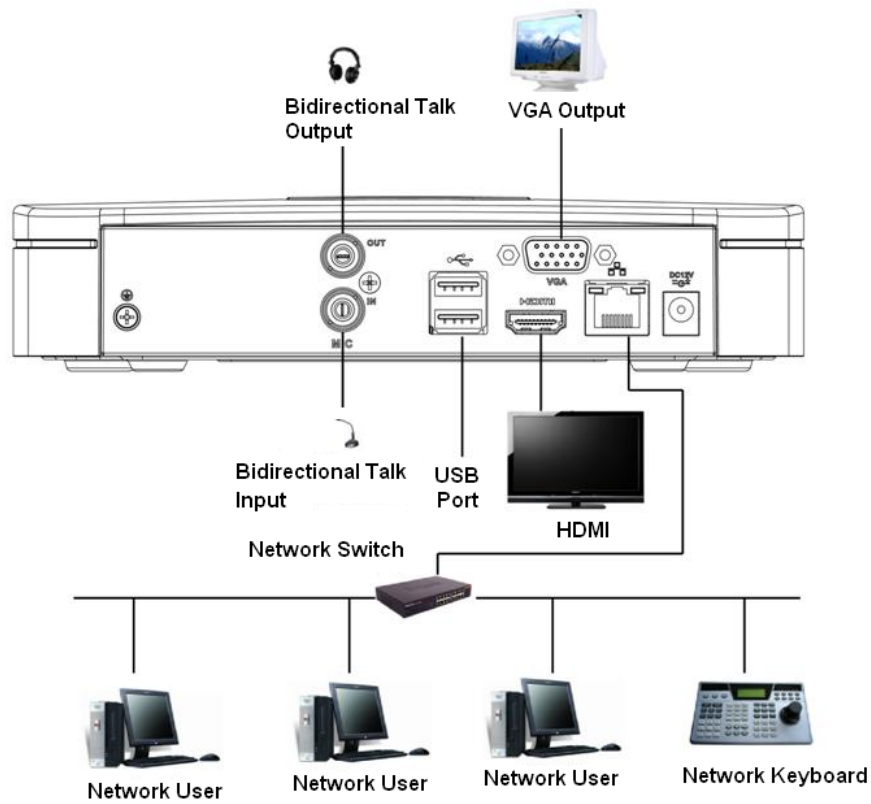 Bidirectional Talk
Output
VGA Output
OUT
IN
MIC
VGA
HDMI
DC12V
Bidirectional Talk
Input
USB
Port
HDMI
Network Switch
Network User
Network User
Network User
Network Keyboard